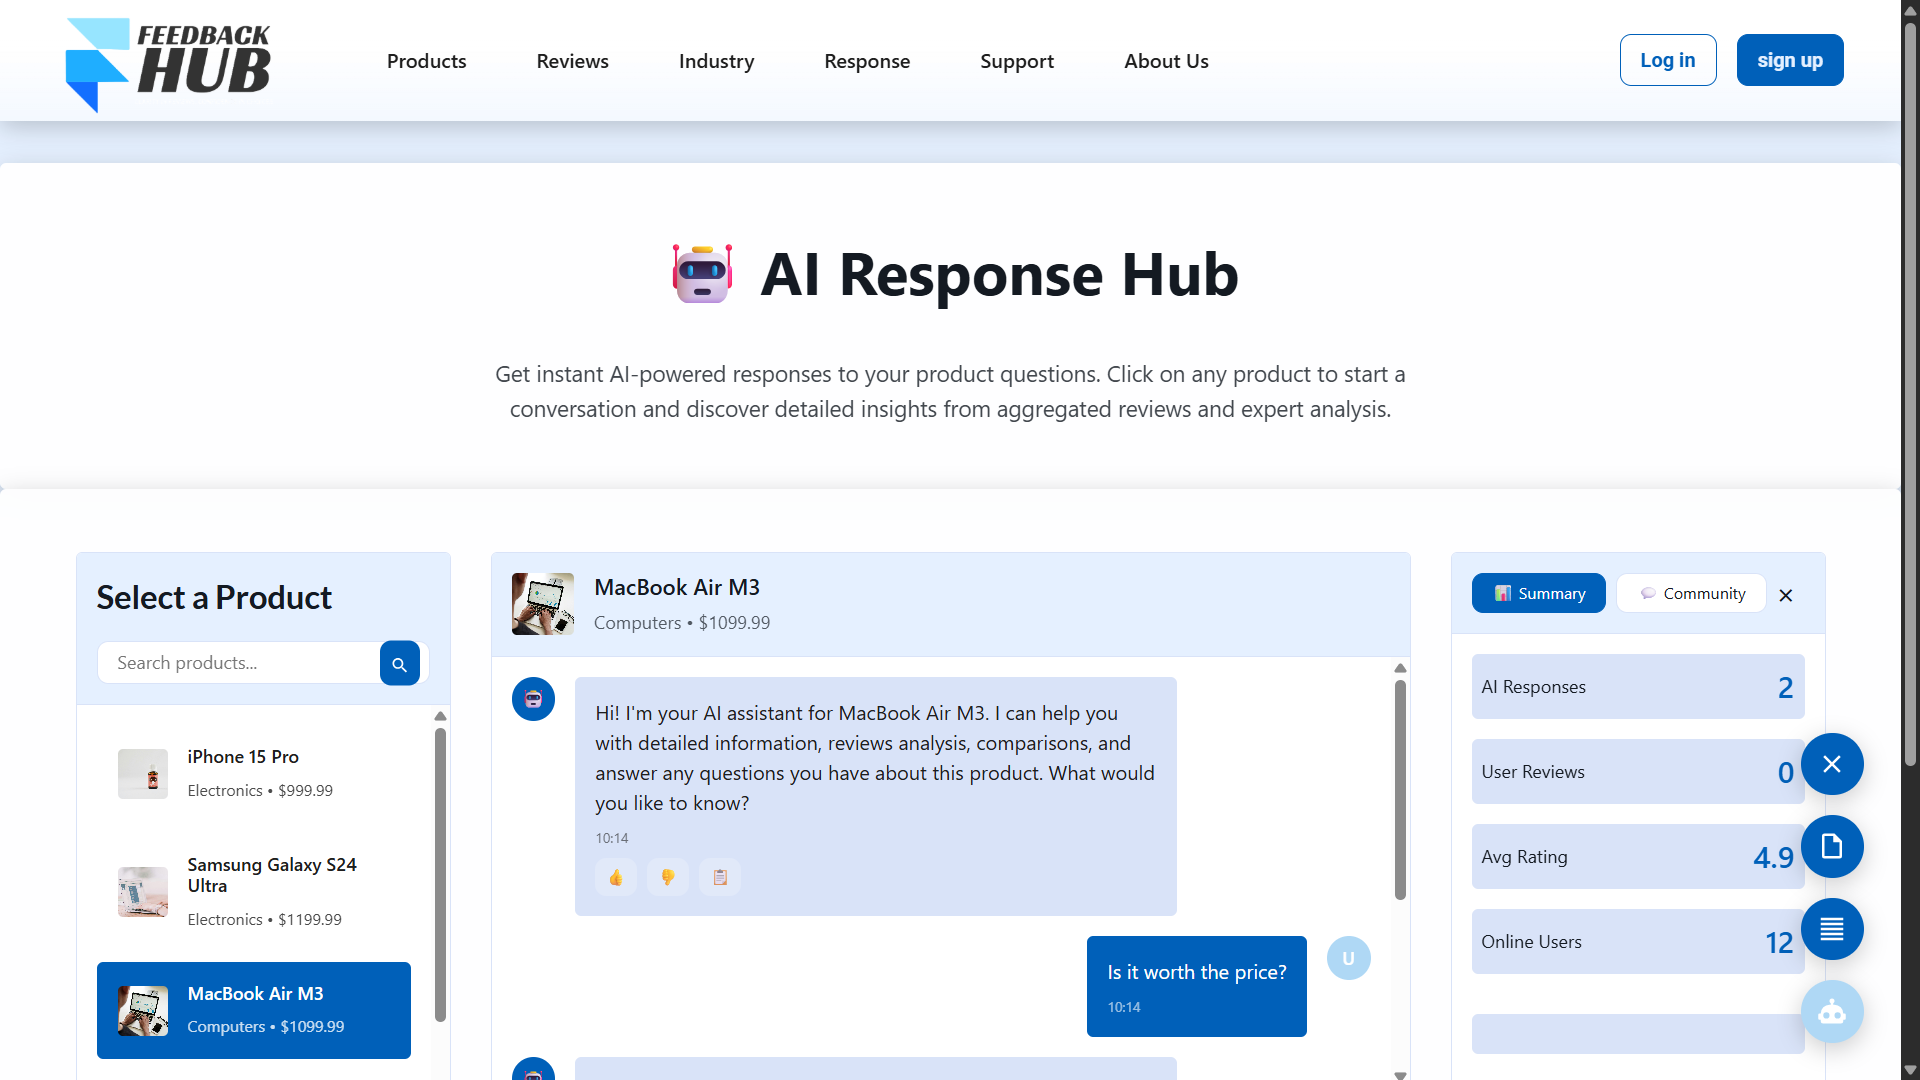 FEEDBACK
HUB
Products
Reviews
Industry
Response
Support
About Us
Log in
sign up
AI Response Hub
Get instant AI-powered responses to your product questions. Click on any product to start a
conversation and discover detailed insights from aggregated reviews and expert analysis.
Select a Product
Search products...
iPhone 15 Pro
Electronics • $999.99
Samsung Galaxy S24
Ultra
Electronics • $1199.99
MacBook Air M3
Computers • $1099.99
MacBook Air M3
Computers • $1099.99
Hi! I'm your AI assistant for MacBook Air M3. I can help you
with detailed information, reviews analysis, comparisons, and
answer any questions you have about this product. What would
you like to know?
10:14
Is it worth the price?
10:14
U
Summary
Community
AI Responses
2
User Reviews
0
Avg Rating
4.9
Online Users
12